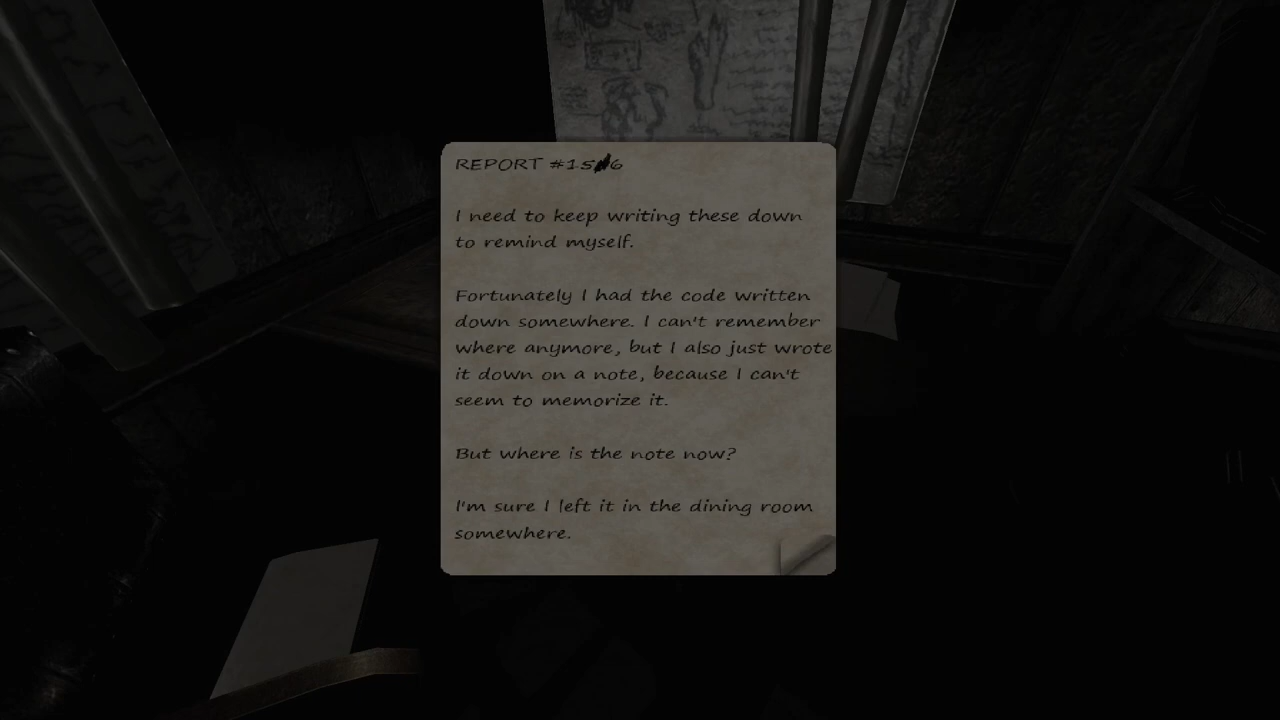 REPORT #15 6
I need to keep writing these down
to remind myself.
Fortunately I had the code written
down somewhere. I can't remember
where anymore, but I also just wrote
it down on a note, because I can't
seem to memorize it.
But where is the note now?
I'm sure I left it in the dining room
somewhere.